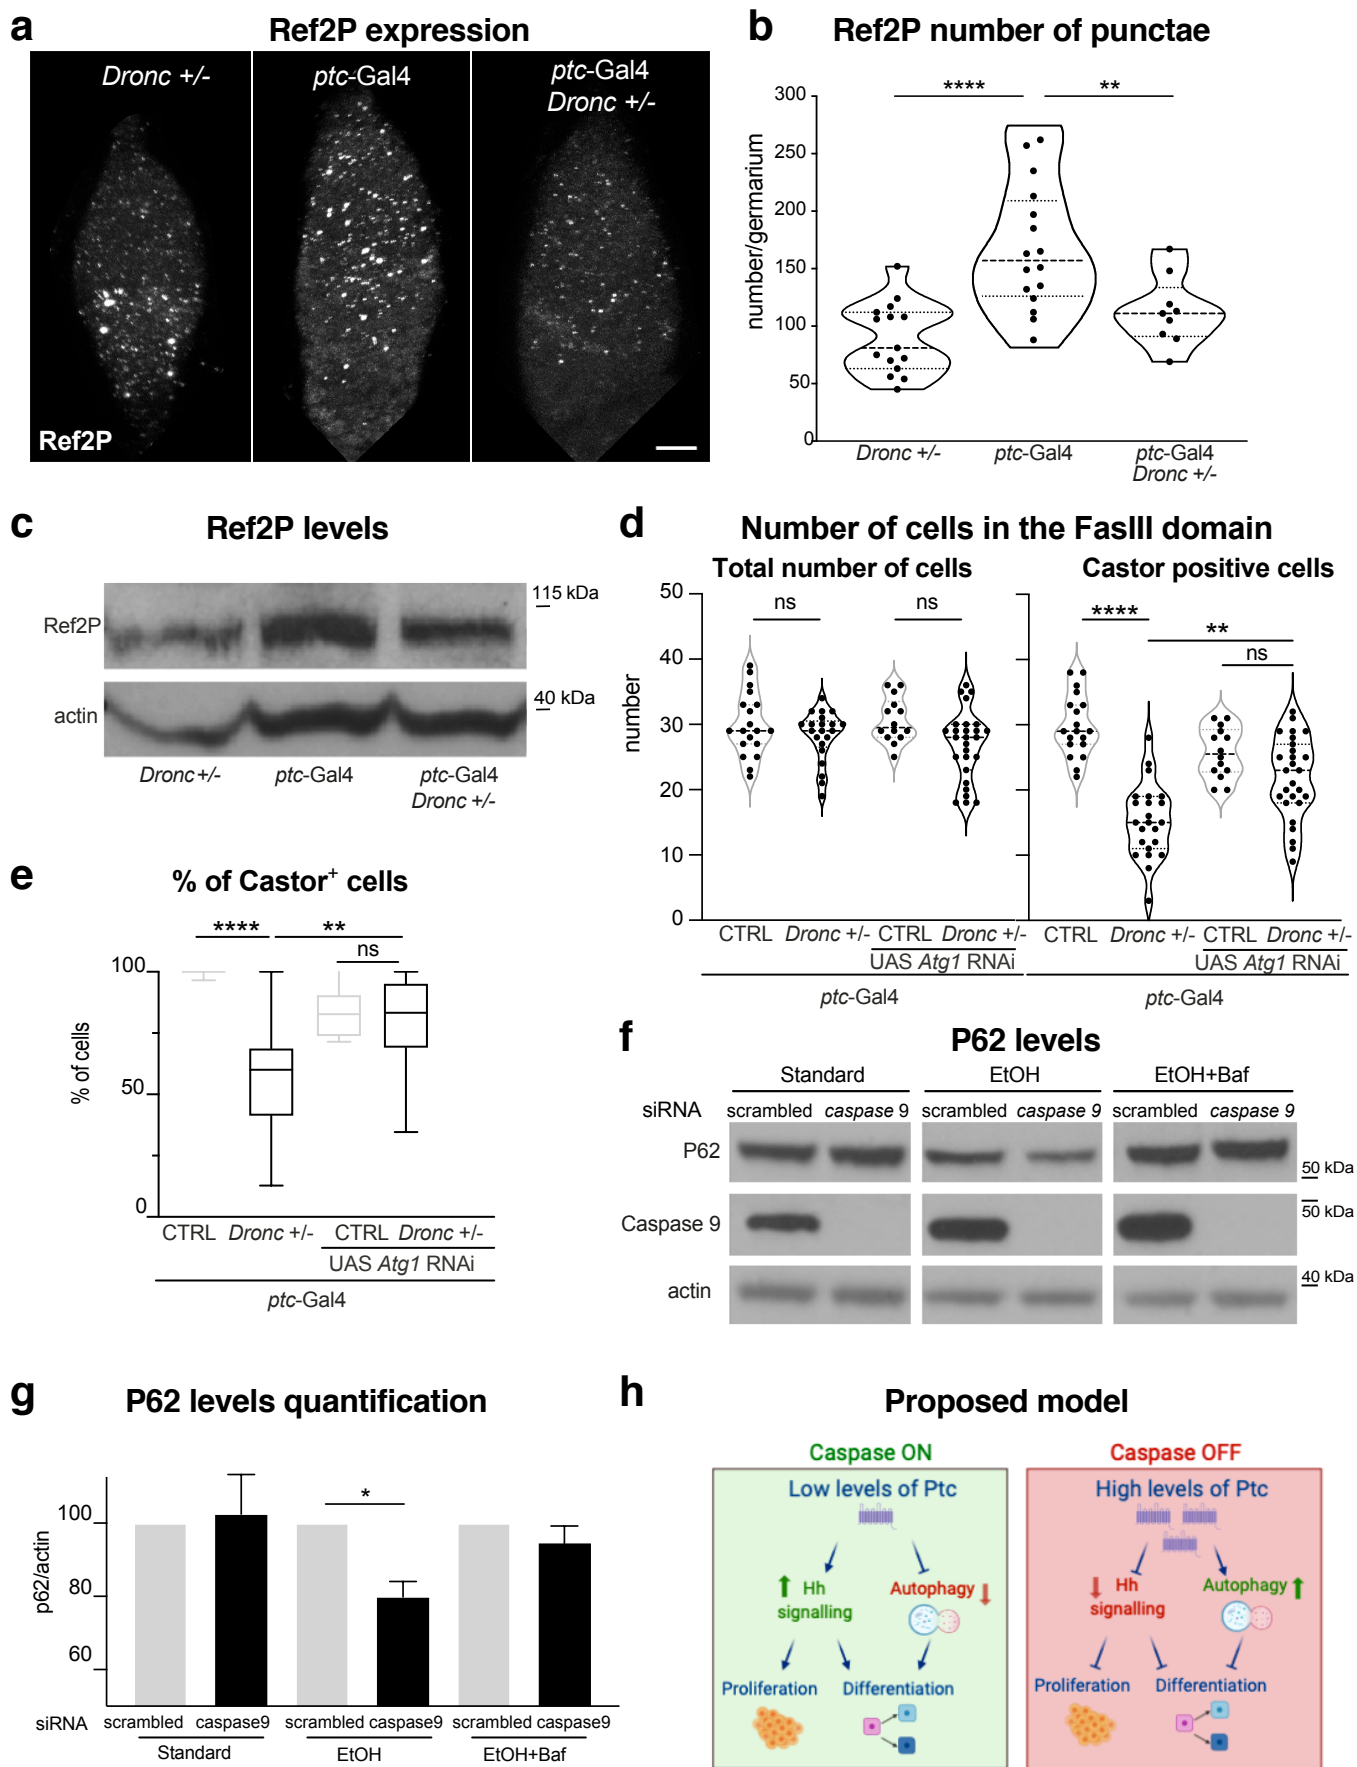 a
Ref2P expression
Dronc +/-
ptc-Gal4
ptc-Gal4
Dronc +/-
Ref2P
b
Ref2P number of punctae
number/germarium
300
250
200
150
100
50
0
****
**
Dronc +/-
ptc-Gal4
ptc-Gal4
Dronc +/-
c
Ref2P levels
Ref2P
115 kDa
actin
40 kDa
Dronc +/-
ptc-Gal4
ptc-Gal4
Dronc +/-
d
Number of cells in the FasIII domain
Total number of cells
Castor positive cells
number
50
40
30
20
10
0
ns
ns
****
**
ns
CTRL Dronc +/- CTRL Dronc +/-
UAS Atg1 RNAi
ptc-Gal4
CTRL Dronc +/- CTRL Dronc +/-
UAS Atg1 RNAi
ptc-Gal4
e
% of Castor+ cells
% of cells
100
50
0
****
**
ns
CTRL Dronc +/- CTRL Dronc +/-
UAS Atg1 RNAi
ptc-Gal4
f
P62 levels
Standard EtOH EtOH+Baf
siRNA scrambled caspase 9 scrambled caspase 9 scrambled caspase 9
P62
50 kDa
Caspase 9
50 kDa
actin
40 kDa
g
P62 levels quantification
p62/actin
100
80
60
*
siRNA scrambled caspase9 scrambled caspase9 scrambled caspase9
Standard EtOH EtOH+Baf
h
Proposed model
Caspase ON
Low levels of Ptc
Hh
signalling
Autophagy
Proliferation
Differentiation
Caspase OFF
High levels of Ptc
Hh
signalling
Autophagy
Proliferation
Differentiation